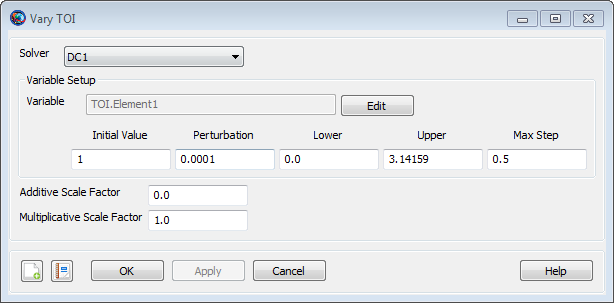 Vary TOI
Solver DC1
Variable Setup
Variable TOI.Element1 Edit
Initial Value Perturbation Lower Upper Max Step
1 0.0001 0.0 3.14159 0.5
Additive Scale Factor 0.0
Multiplicative Scale Factor 1.0
OK Apply Cancel Help